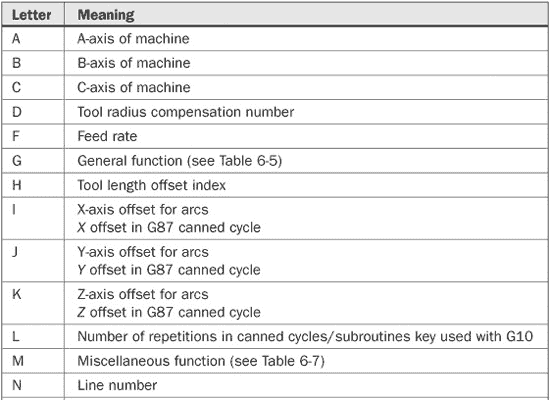 Letter Meaning
A A-axis of machine
B B-axis of machine
C C-axis of machine
D Tool radius compensation number
F Feed rate
G General function (see Table 6-5)
H Tool length offset index
I X-axis offset for arcs
X offset in G87 canned cycle
J Y-axis offset for arcs
Y offset in G87 canned cycle
K Z-axis offset for arcs
Z offset in G87 canned cycle
L Number of repetitions in canned cycles/subroutines key used with G10
M Miscellaneous function (see Table 6-7)
N Line number